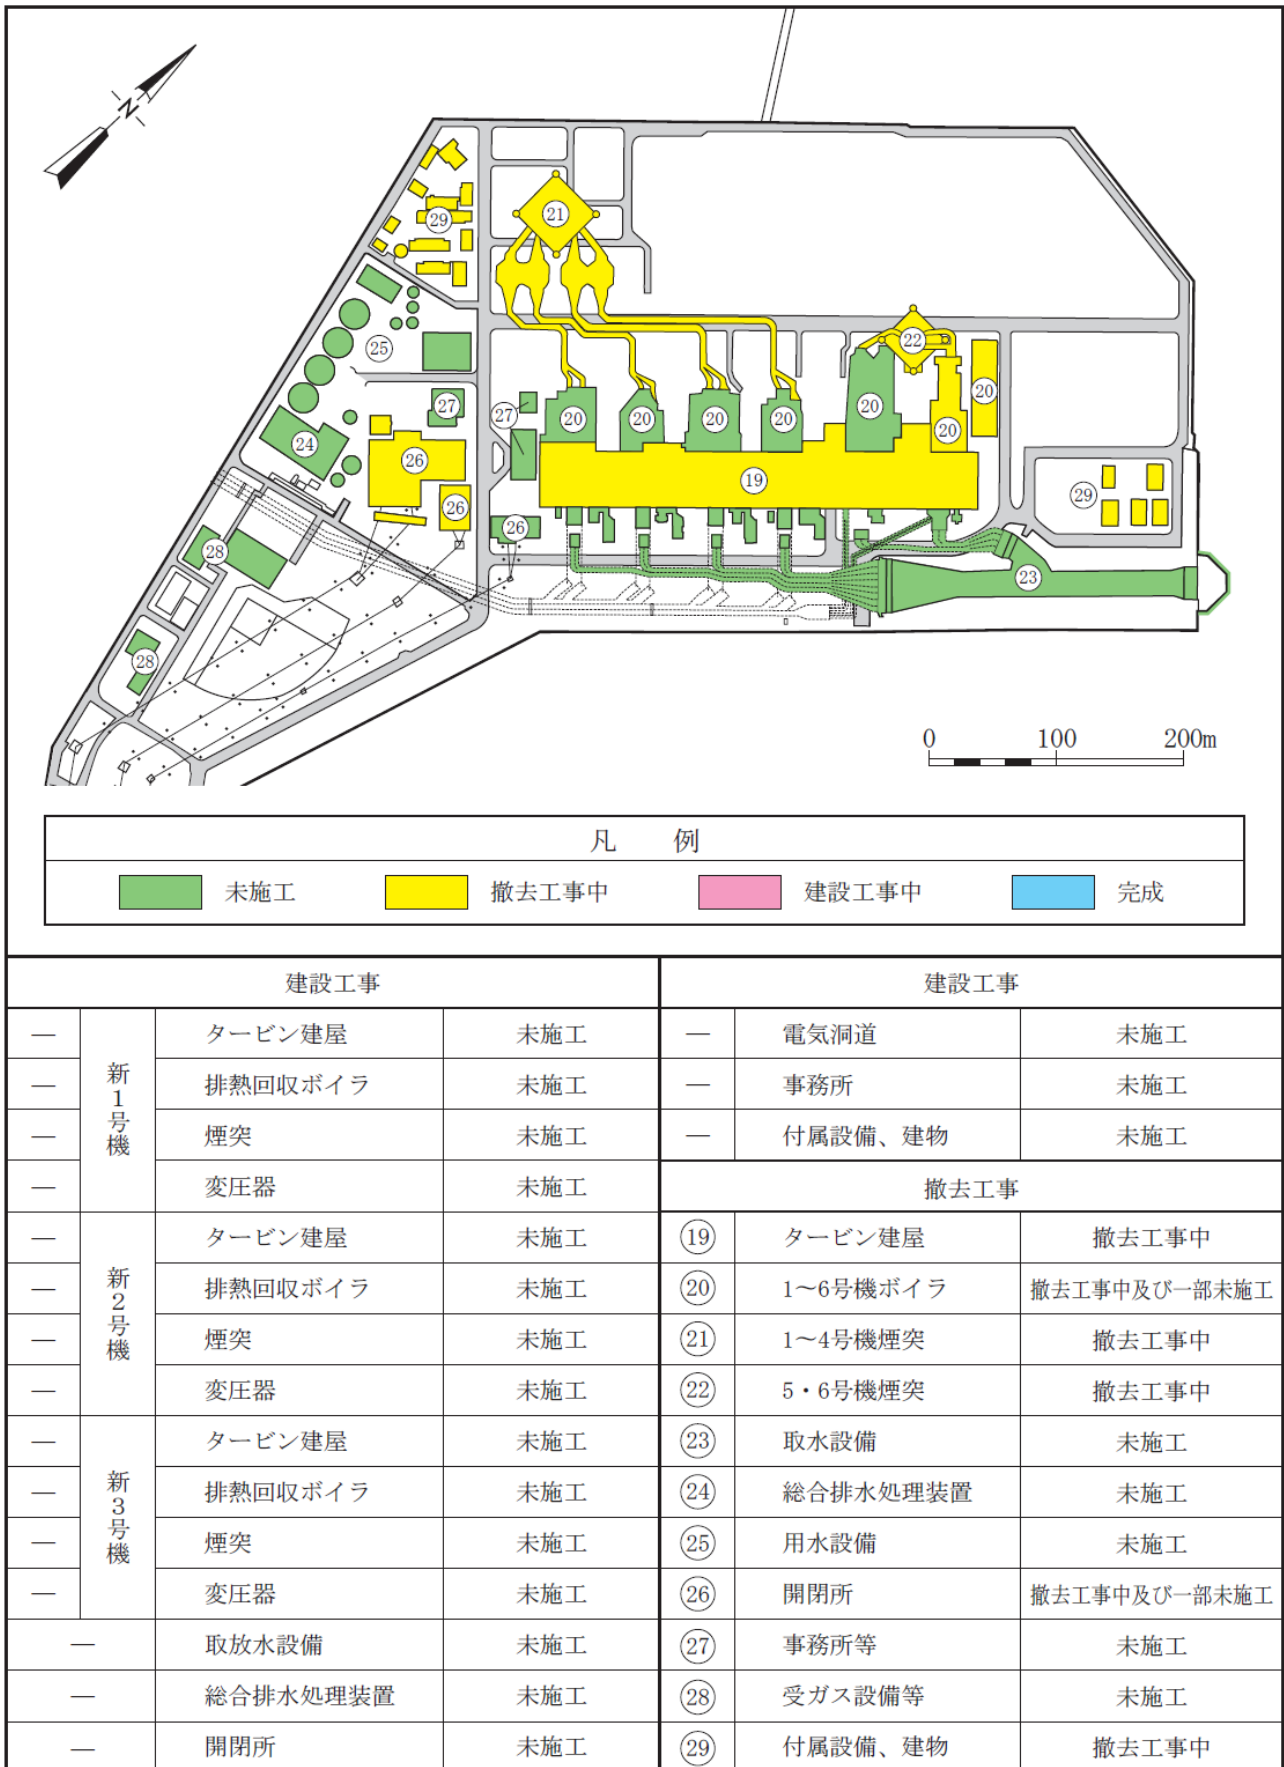 N
29
21
22
25
20
27
27
20
20
20
20
20
20
24
26
19
29
26
26
28
23
28
0 100 200m
凡 例
未施工 撤去工事中 建設工事中 完成
建設工事 建設工事
新1号機
— タービン建屋 未施工 — 電気洞道 未施工
— 排熱回収ボイラ 未施工 — 事務所 未施工
— 煙突 未施工 — 付属設備、建物 未施工
— 変圧器 未施工 撤去工事
新2号機
— タービン建屋 未施工 ⑲ タービン建屋 撤去工事中
— 排熱回収ボイラ 未施工 ⑳ 1〜6号機ボイラ 撤去工事中及び一部未施工
— 煙突 未施工 ㉑ 1〜4号機煙突 撤去工事中
— 変圧器 未施工 ㉒ 5・6号機煙突 撤去工事中
新3号機
— タービン建屋 未施工 ㉓ 取水設備 未施工
— 排熱回収ボイラ 未施工 ㉔ 総合排水処理装置 未施工
— 煙突 未施工 ㉕ 用水設備 未施工
— 変圧器 未施工 ㉖ 開閉所 撤去工事中及び一部未施工
— 取放水設備 未施工 ㉗ 事務所等 未施工
— 総合排水処理装置 未施工 ㉘ 受ガス設備等 未施工
— 開閉所 未施工 ㉙ 付属設備、建物 撤去工事中